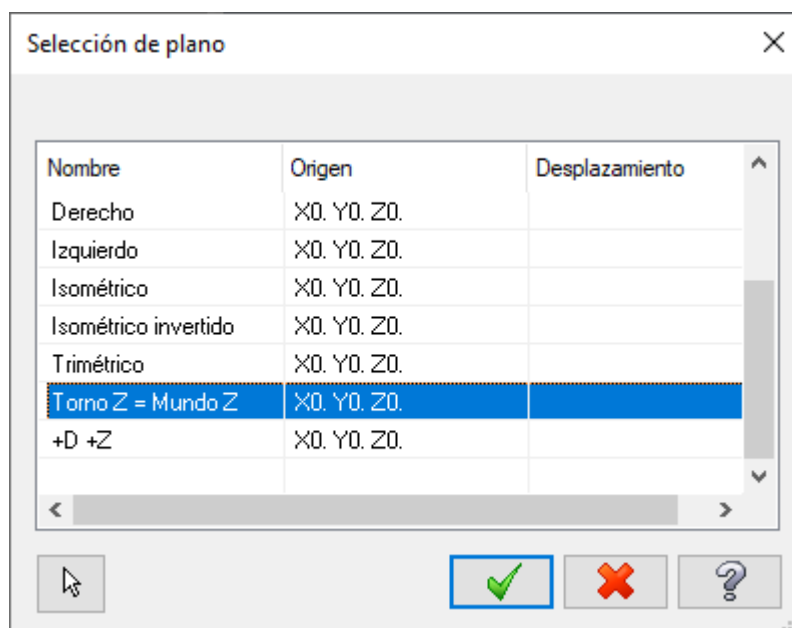 Selección de plano
Nombre Origen Desplazamiento
Derecho X0. Y0. Z0.
Izquierdo X0. Y0. Z0.
Isométrico X0. Y0. Z0.
Isométrico invertido X0. Y0. Z0.
Trimétrico X0. Y0. Z0.
Torno Z = Mundo Z X0. Y0. Z0.
+D +Z X0. Y0. Z0.